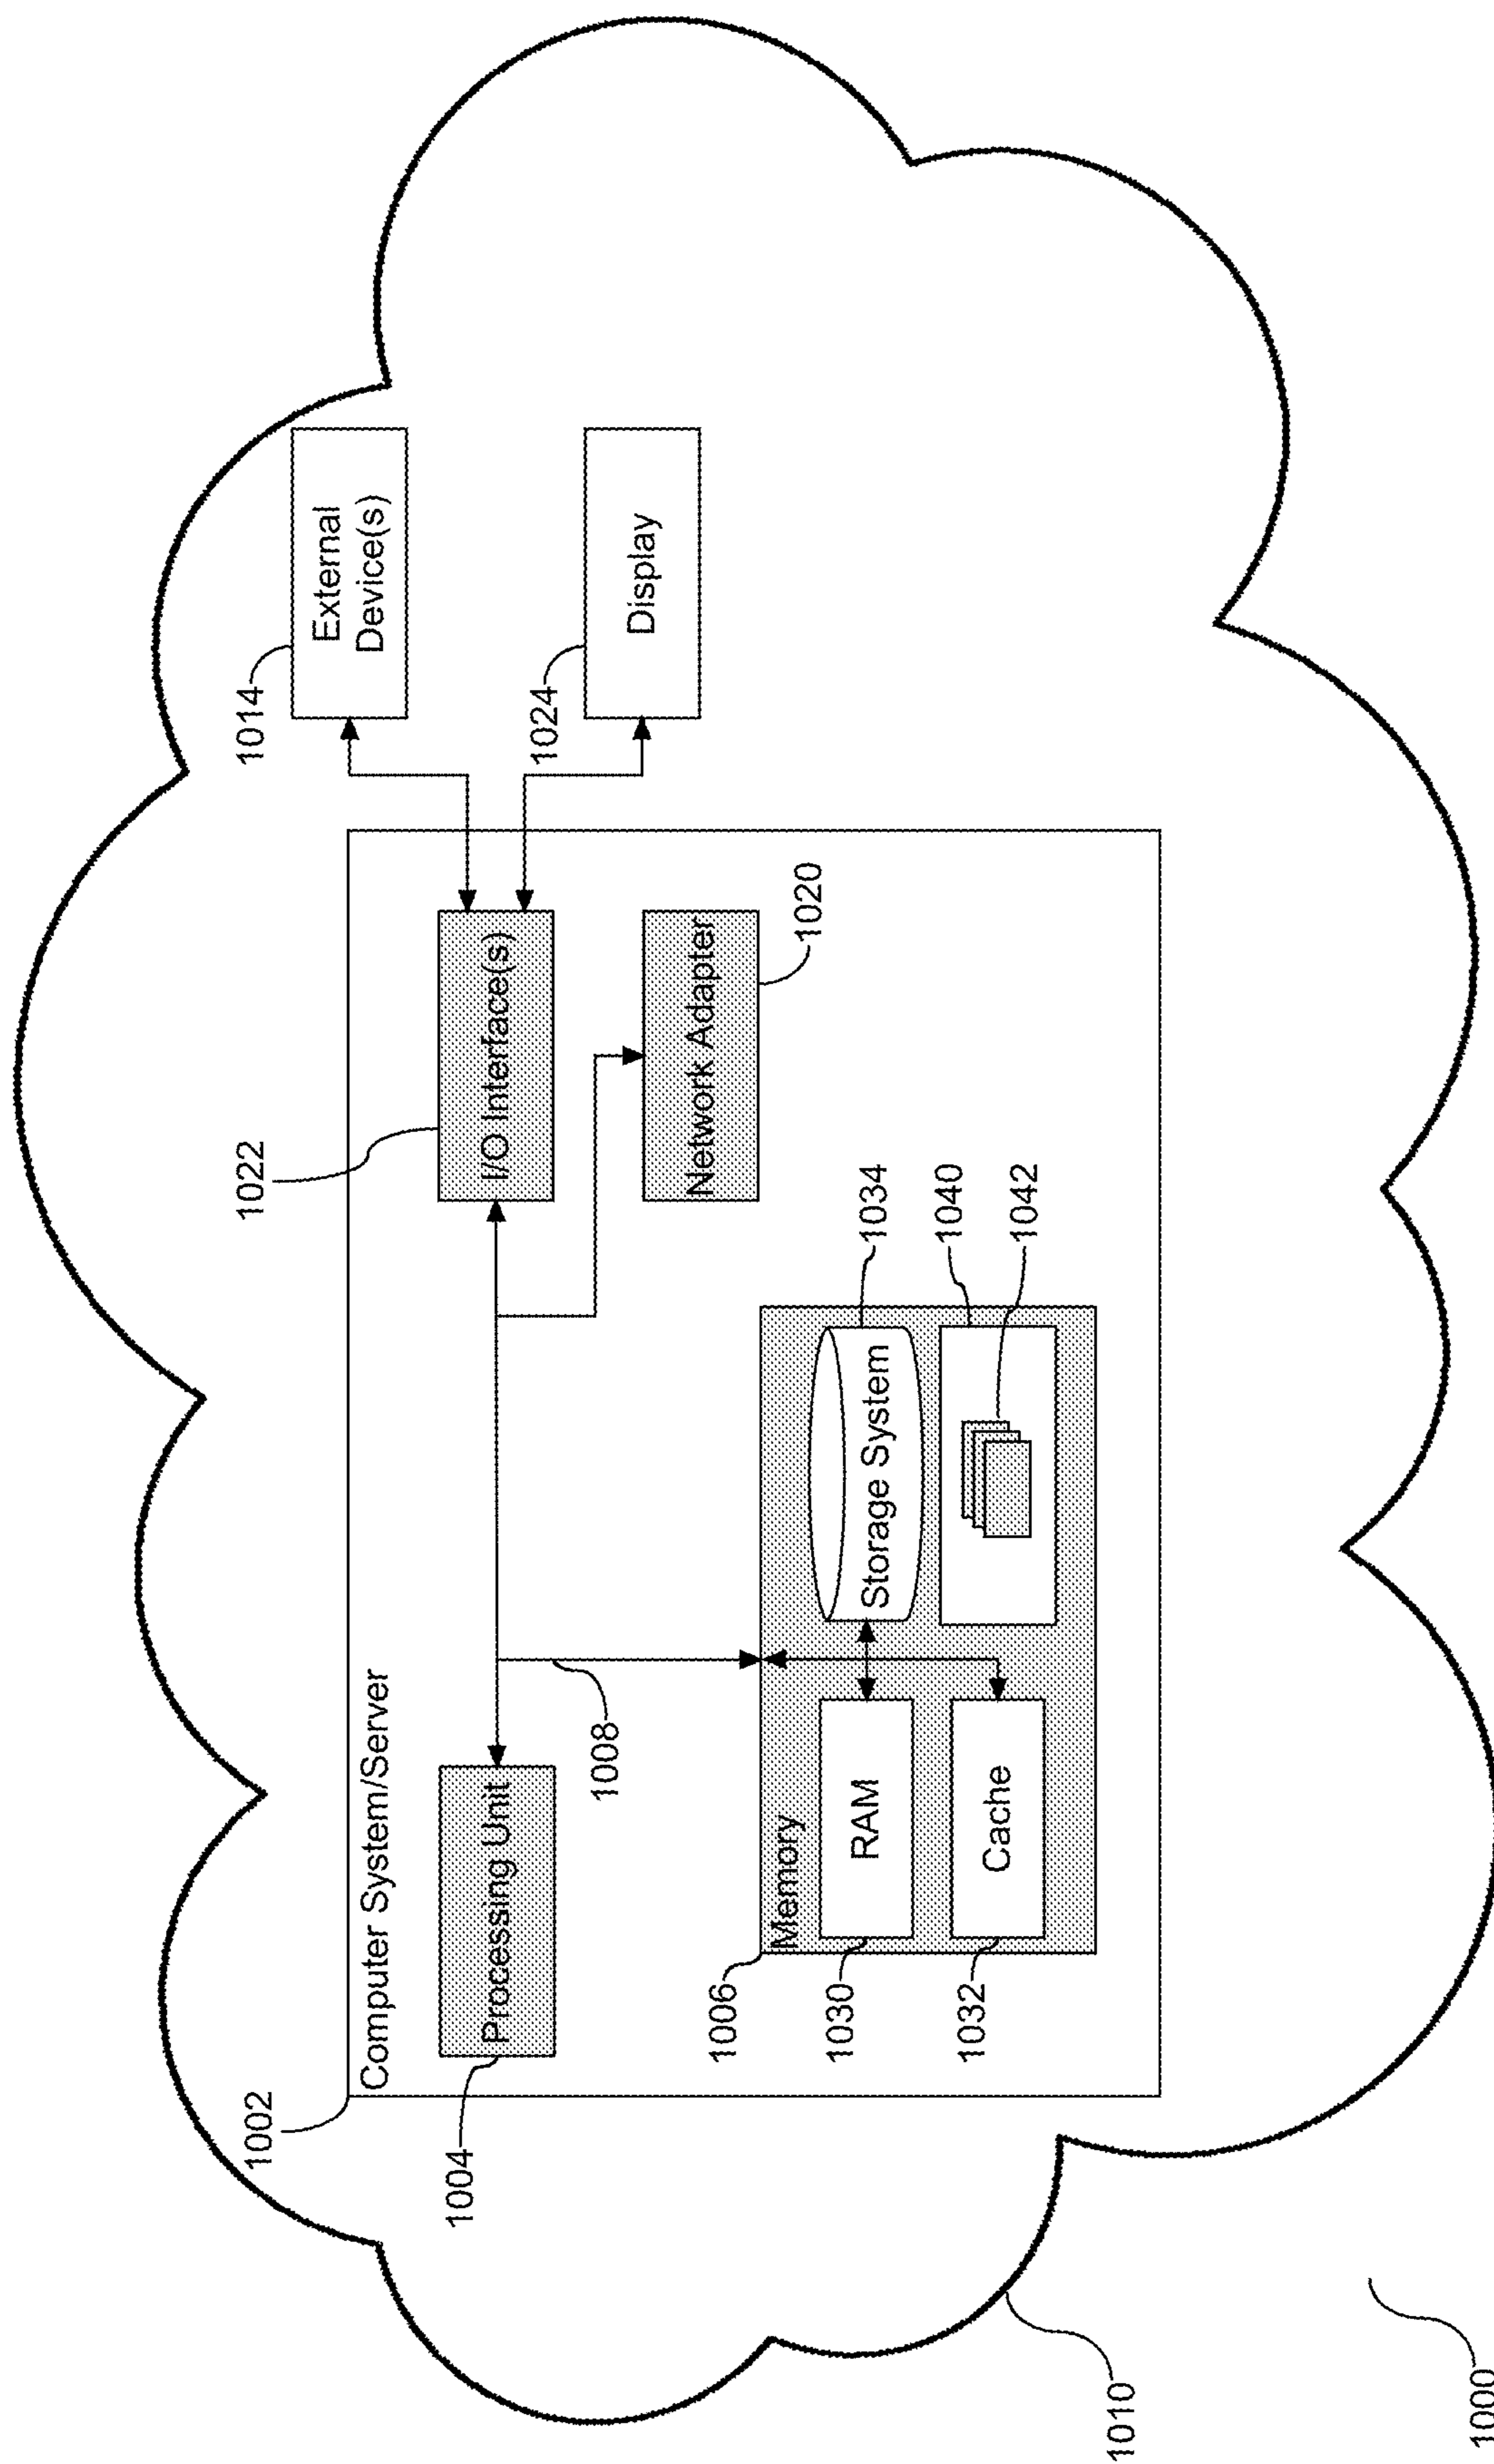 1002
Computer System/Server
1004
Processing Unit
1022
I/O Interface(s)
1014
External
Device(s)
1024
Display
1008
Network Adapter
1020
1006
Memory
1030
RAM
Storage System
1034
1032
Cache
1040
1042
1010
1000